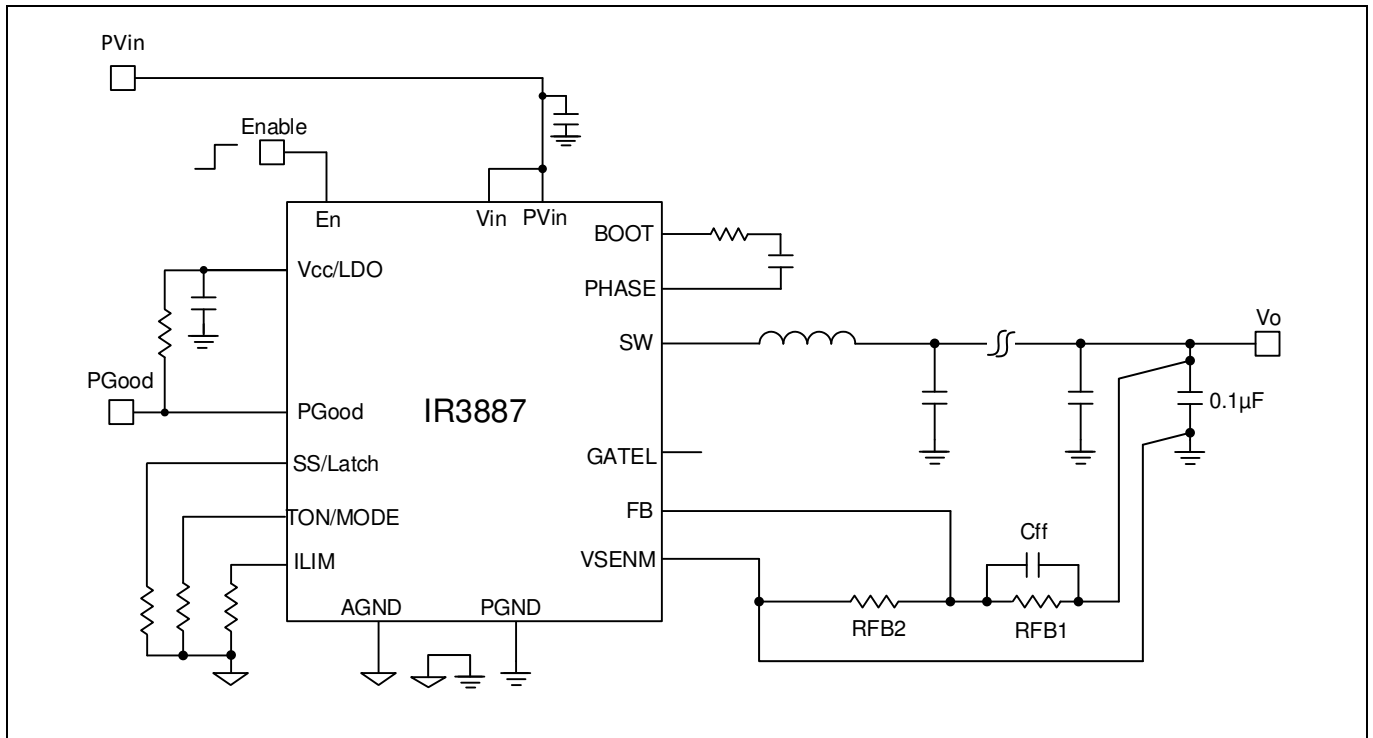 PVin
Enable
En
Vin
PVin
BOOT
Vcc/LDO
PHASE
Vo
SW
PGood
0.1µF
PGood
IR3887
GATEL
SS/Latch
FB
TON/MODE
Cff
VSENM
ILIM
AGND
PGND
RFB2
RFB1